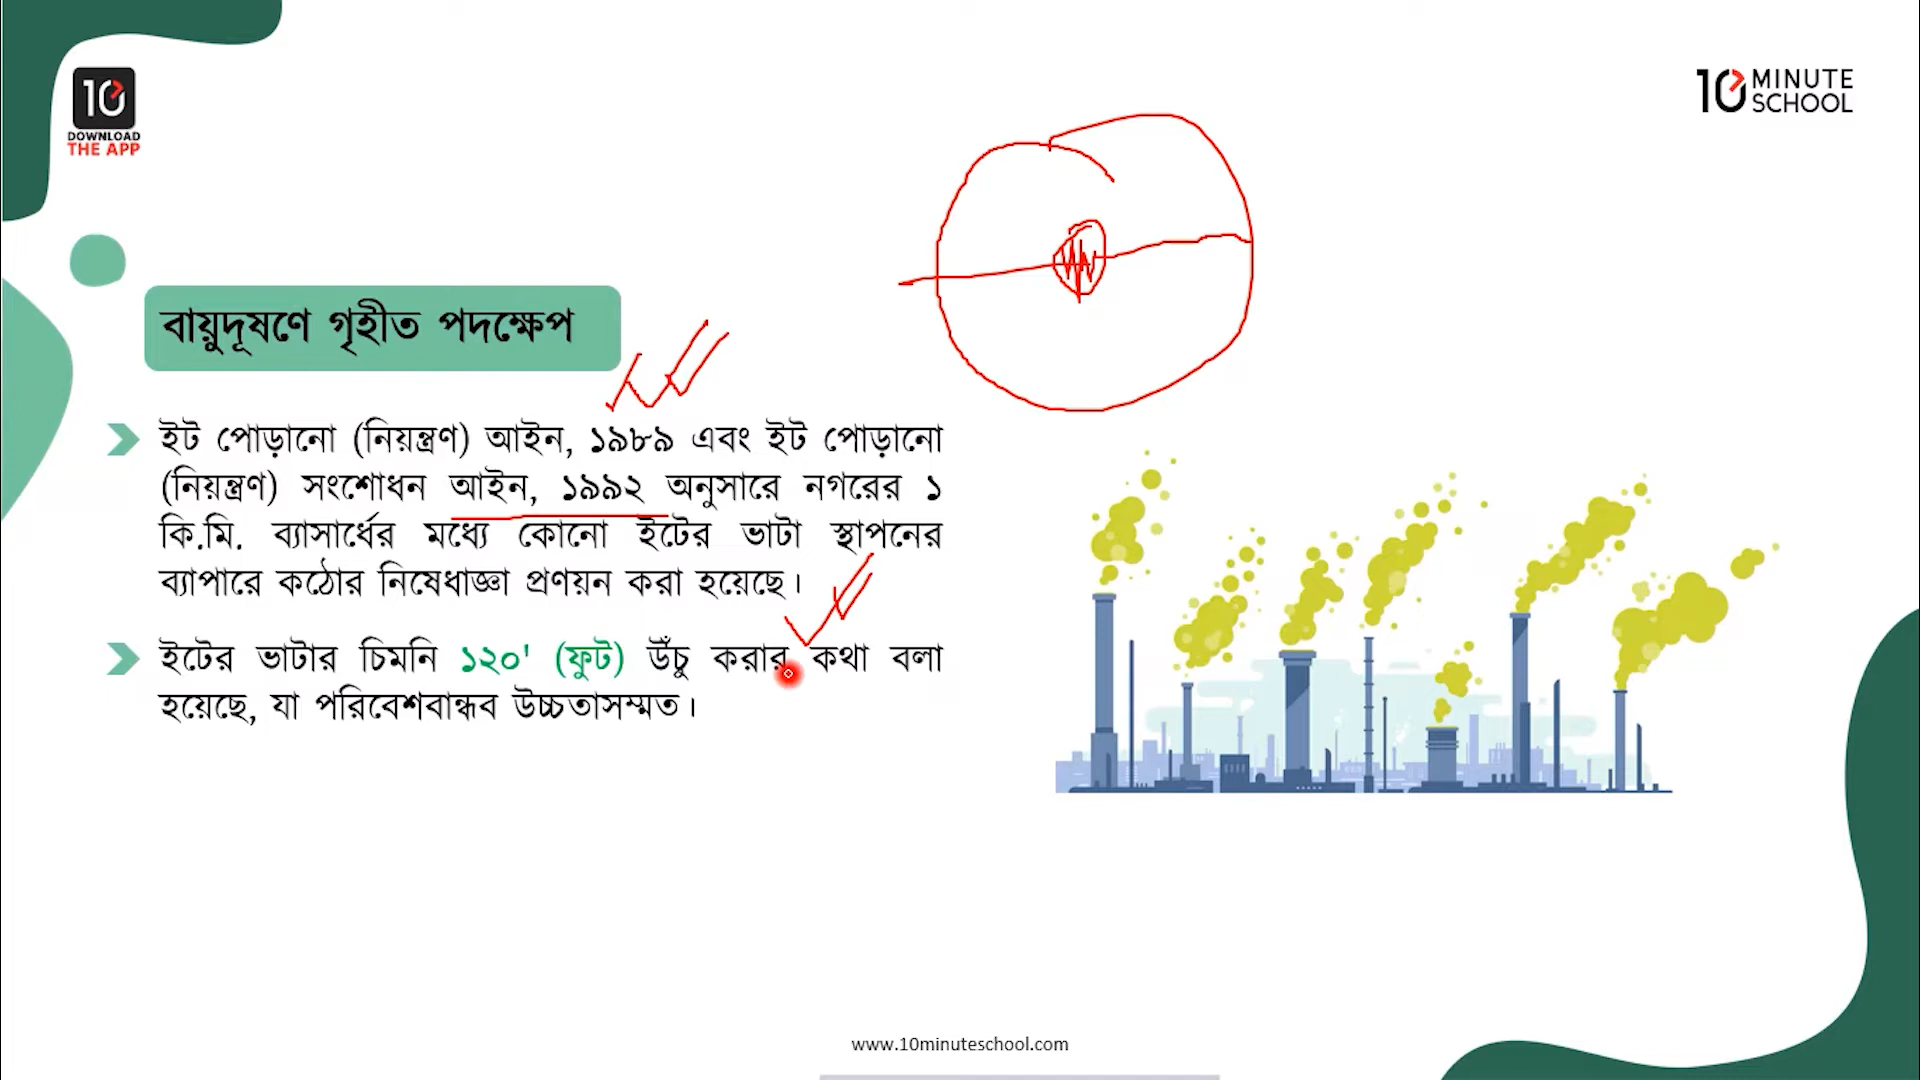 10
DOWNLOAD
THE APP
10 MINUTE
SCHOOL
বায়ুদূষণে গৃহীত পদক্ষেপ
ইট পোড়ানো (নিয়ন্ত্রণ) আইন, ১৯৮৯ এবং ইট পোড়ানো
(নিয়ন্ত্রণ) সংশোধন আইন, ১৯৯২ অনুসারে নগরের ১
কি.মি. ব্যাসার্ধের মধ্যে কোনো ইটের ভাটা স্থাপনের
ব্যাপারে কঠোর নিষেধাজ্ঞা প্রণয়ন করা হয়েছে।
ইটের ভাটার চিমনি ১২০' (ফুট) উঁচু করার কথা বলা
হয়েছে, যা পরিবেশবান্ধব উচ্চতাসম্মত।
www.10minuteschool.com